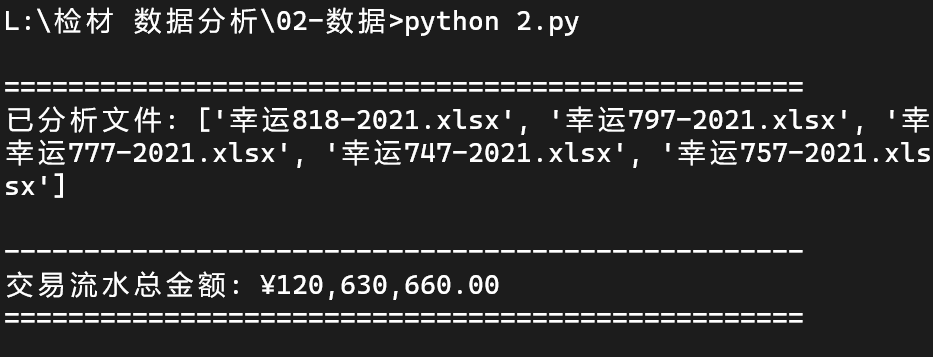 L:\检材 数据分析\02-数据>python 2.py
==================================================
已分析文件: ['幸运818-2021.xlsx', '幸运797-2021.xlsx', '幸
幸运777-2021.xlsx', '幸运747-2021.xlsx', '幸运757-2021.xls
sx']
--------------------------------------------------
交易流水总金额: ¥120,630,660.00
==================================================